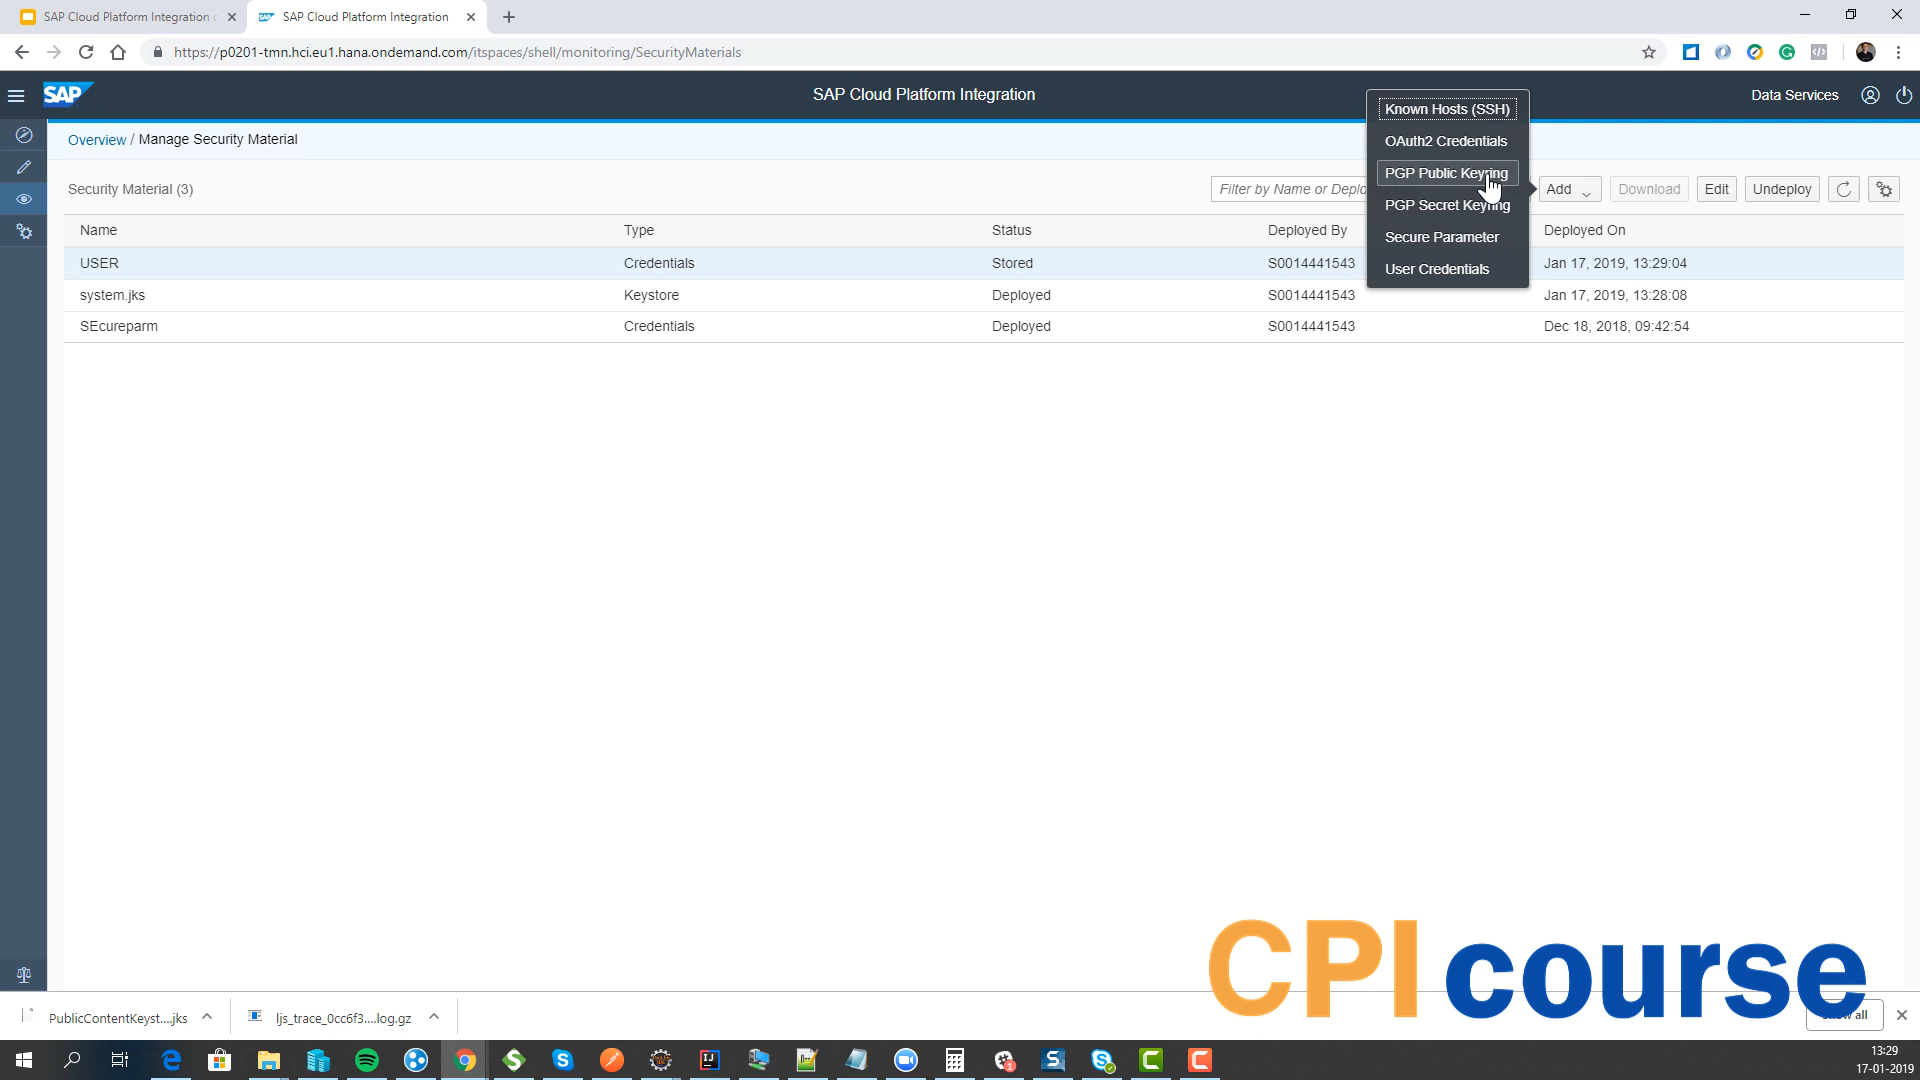 SAP Cloud Platform Integration
SAP Cloud Platform Integration
https://p0201-tmn.hci.eu1.hana.ondemand.com/itspaces/shell/monitoring/SecurityMaterials
SAP
SAP Cloud Platform Integration
Data Services
Known Hosts (SSH)
OAuth2 Credentials
PGP Public Keyring
PGP Secret Keyring
Secure Parameter
User Credentials
Overview / Manage Security Material
Security Material (3)
Filter by Name or Deplo
Add
Download
Edit
Undeploy
Name Type Status Deployed By Deployed On
USER Credentials Stored S0014441543 Jan 17, 2019, 13:29:04
system.jks Keystore Deployed S0014441543 Jan 17, 2019, 13:28:08
SEcureparm Credentials Deployed S0014441543 Dec 18, 2018, 09:42:54
CPI course
PublicContentKeyst....jks
ljs_trace_0cc6f3....log.gz
all
13:29
17-01-2019